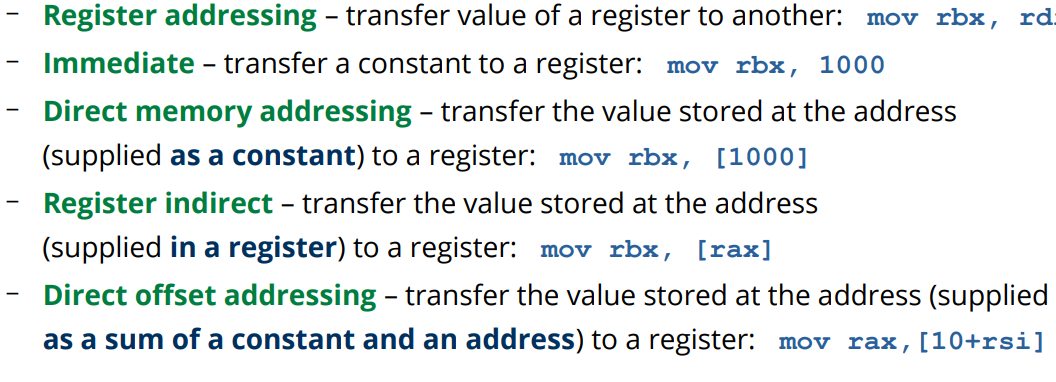 – Register addressing – transfer value of a register to another: mov rbx,
– Immediate – transfer a constant to a register: mov rbx, 1000
– Direct memory addressing – transfer the value stored at the address
(supplied as a constant) to a register: mov rbx, [1000]
– Register indirect – transfer the value stored at the address
(supplied in a register) to a register: mov rbx, [rax]
– Direct offset addressing – transfer the value stored at the address (supplied
as a sum of a constant and an address) to a register: mov rax,[10+rsi]